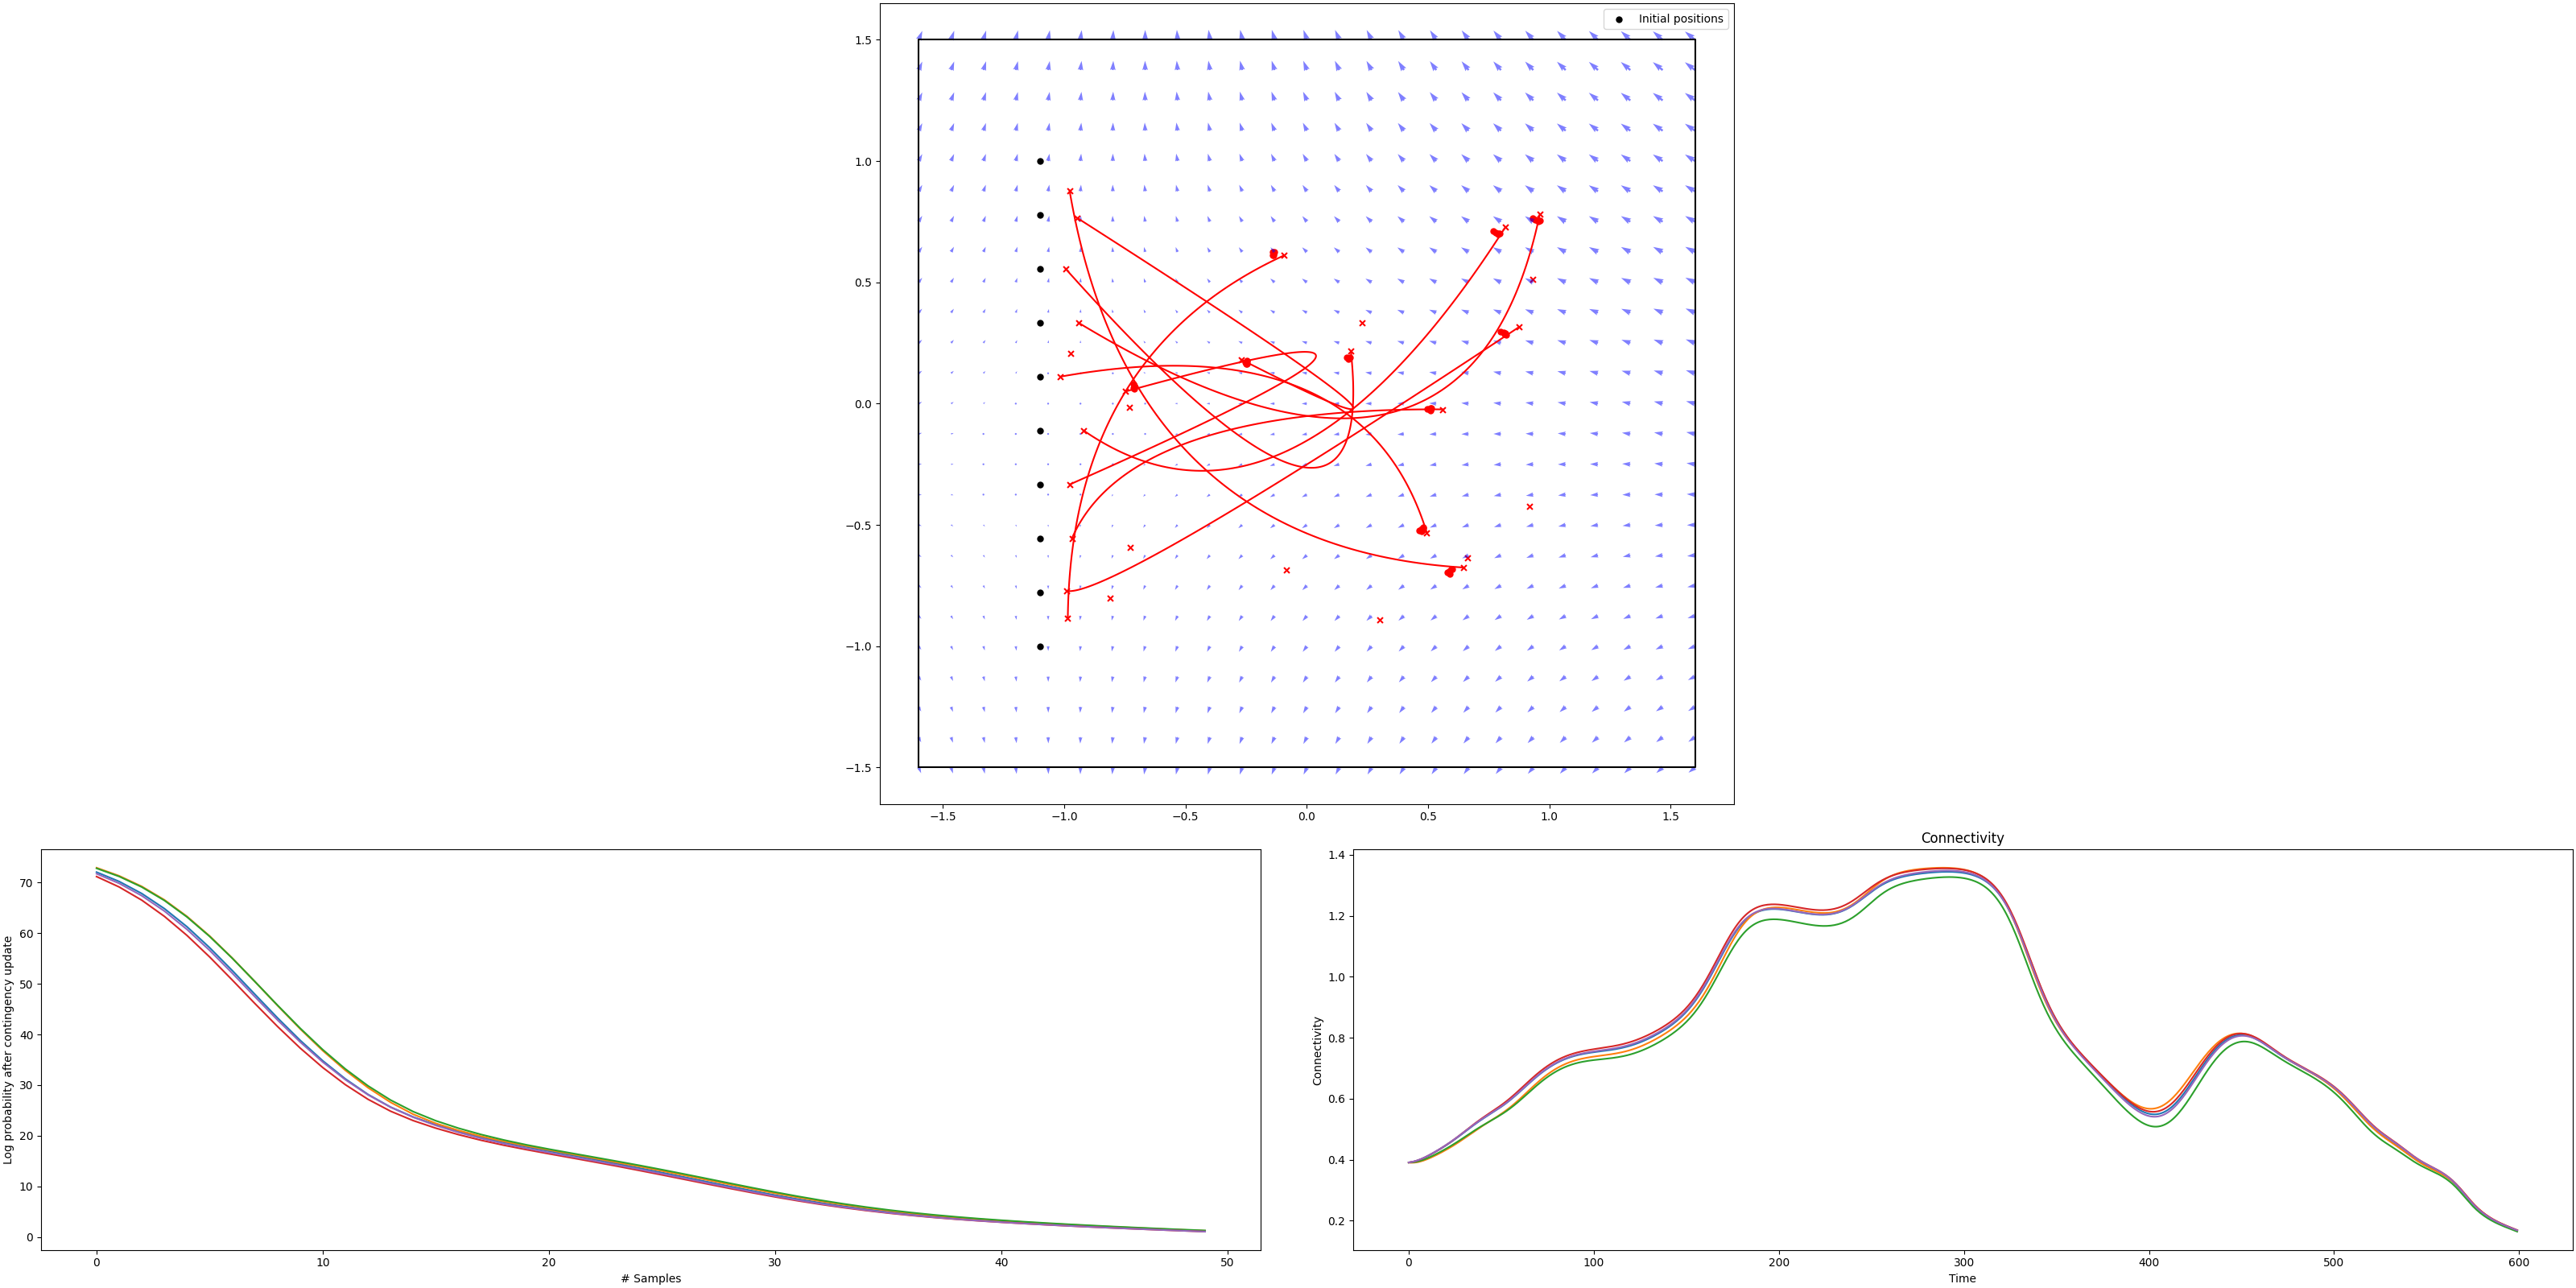 Initial positions
1.5
1.0
0.5
0.0
−0.5
−1.0
−1.5
−1.5 −1.0 −0.5 0.0 0.5 1.0 1.5
Log probability after contingency update
70
60
50
40
30
20
10
0
0 10 20 30 40 50
# Samples
Connectivity
Connectivity
1.4
1.2
1.0
0.8
0.6
0.4
0.2
0 100 200 300 400 500 600
Time